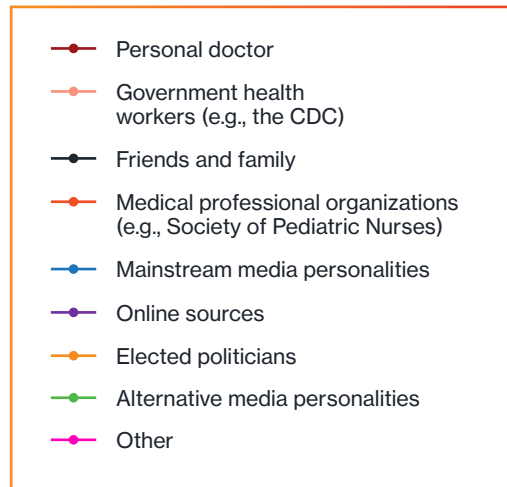 Personal doctor
Government health
workers (e.g., the CDC)
Friends and family
Medical professional organizations
(e.g., Society of Pediatric Nurses)
Mainstream media personalities
Online sources
Elected politicians
Alternative media personalities
Other